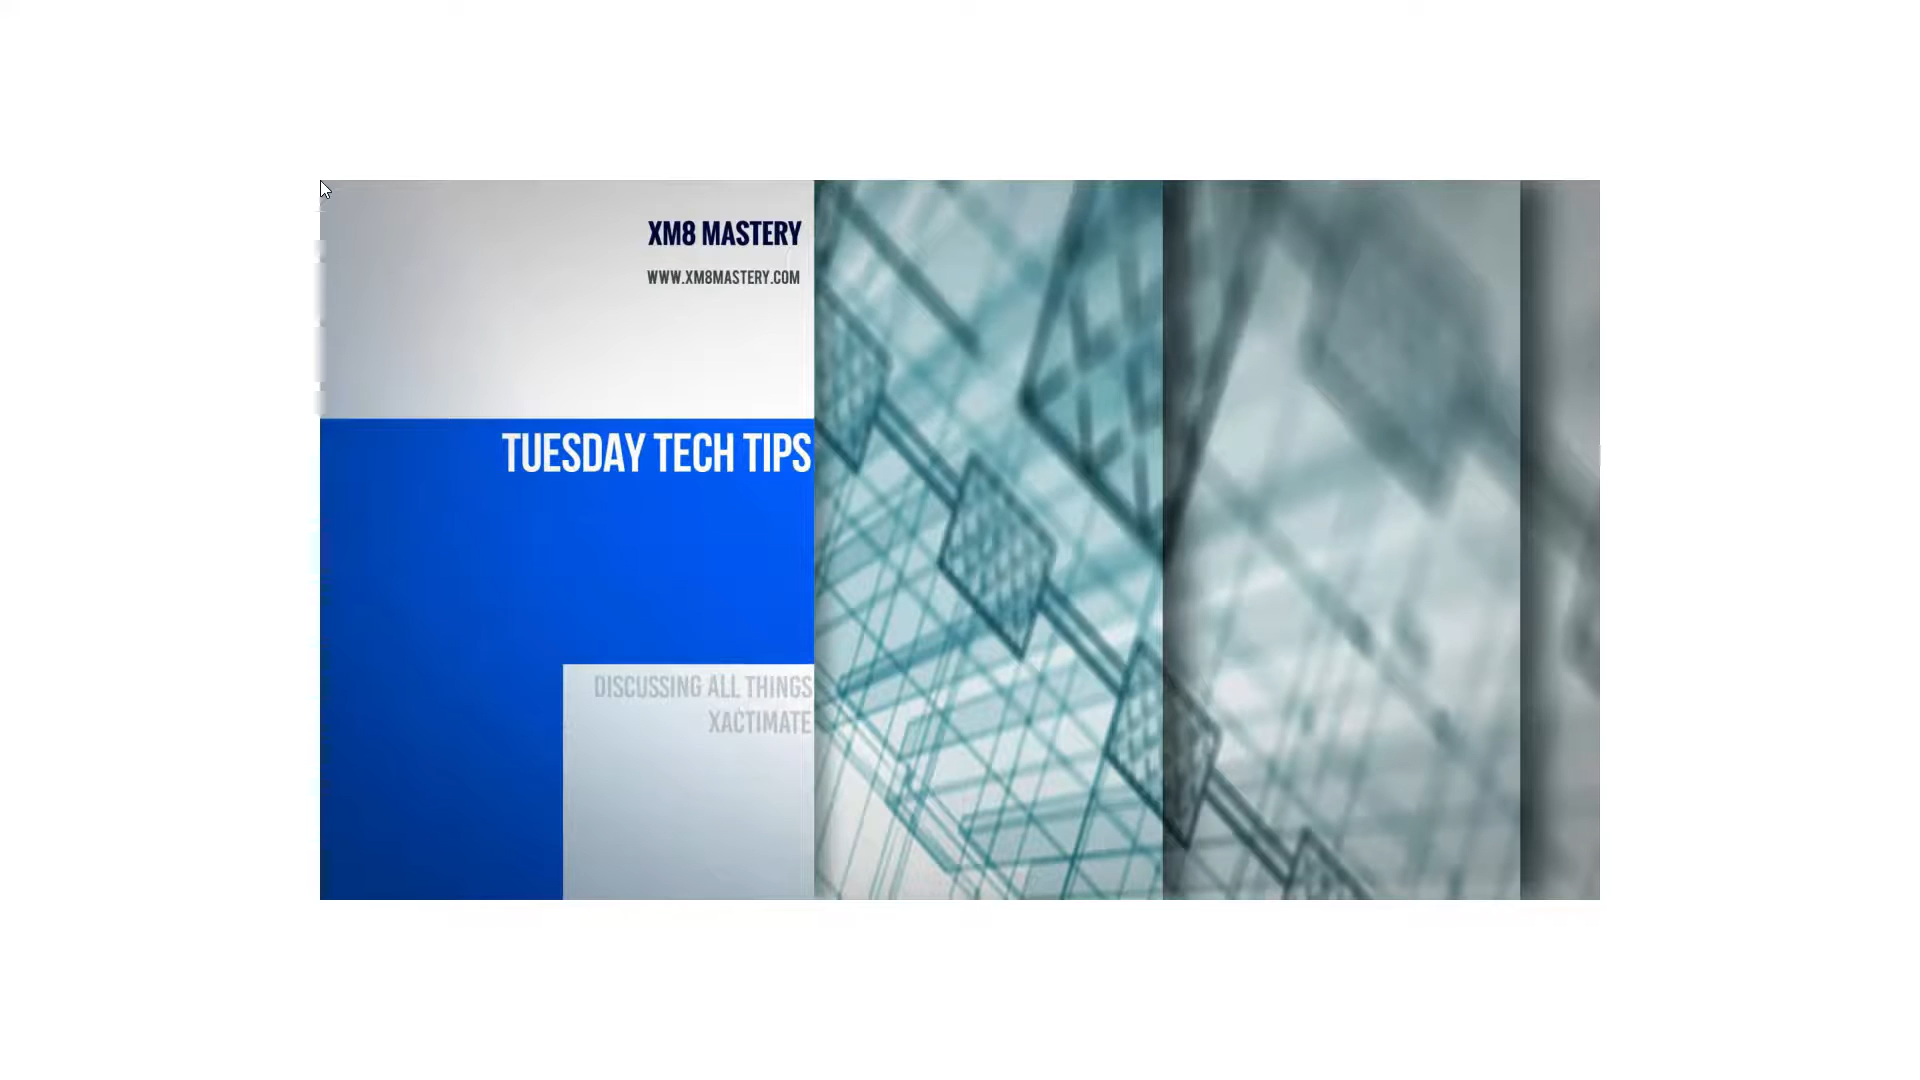 XM8 MASTERY
WWW.XM8MASTERY.COM
TUESDAY TECH TIPS
DISCUSSING ALL THINGS
XACTIMATE